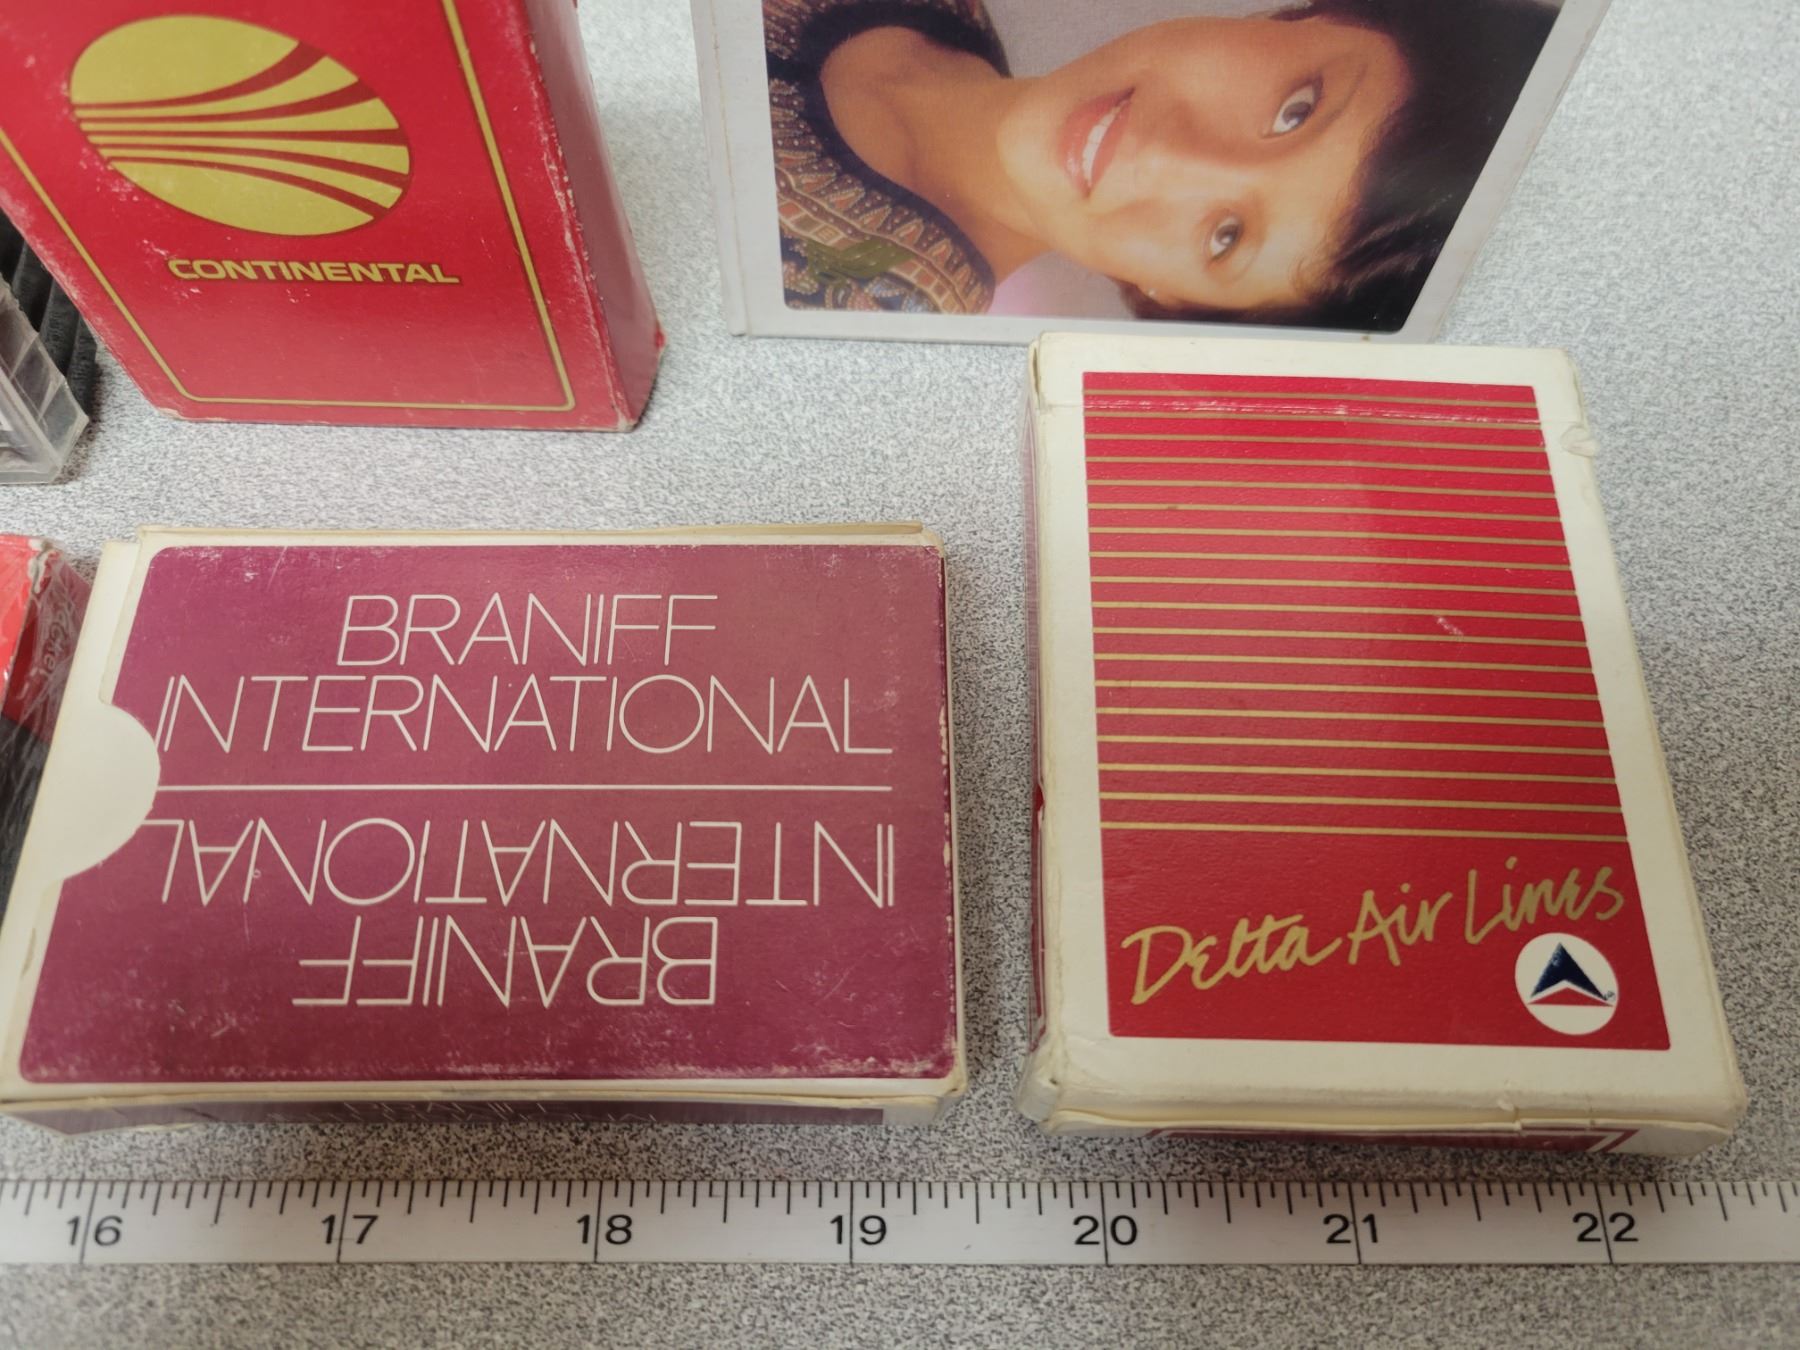 CONTINENTAL
BRANIFF
INTERNATIONAL
INTERNATIONAL
BRANIFF
Delta Air Lines
16 17 18 19 20 21 22